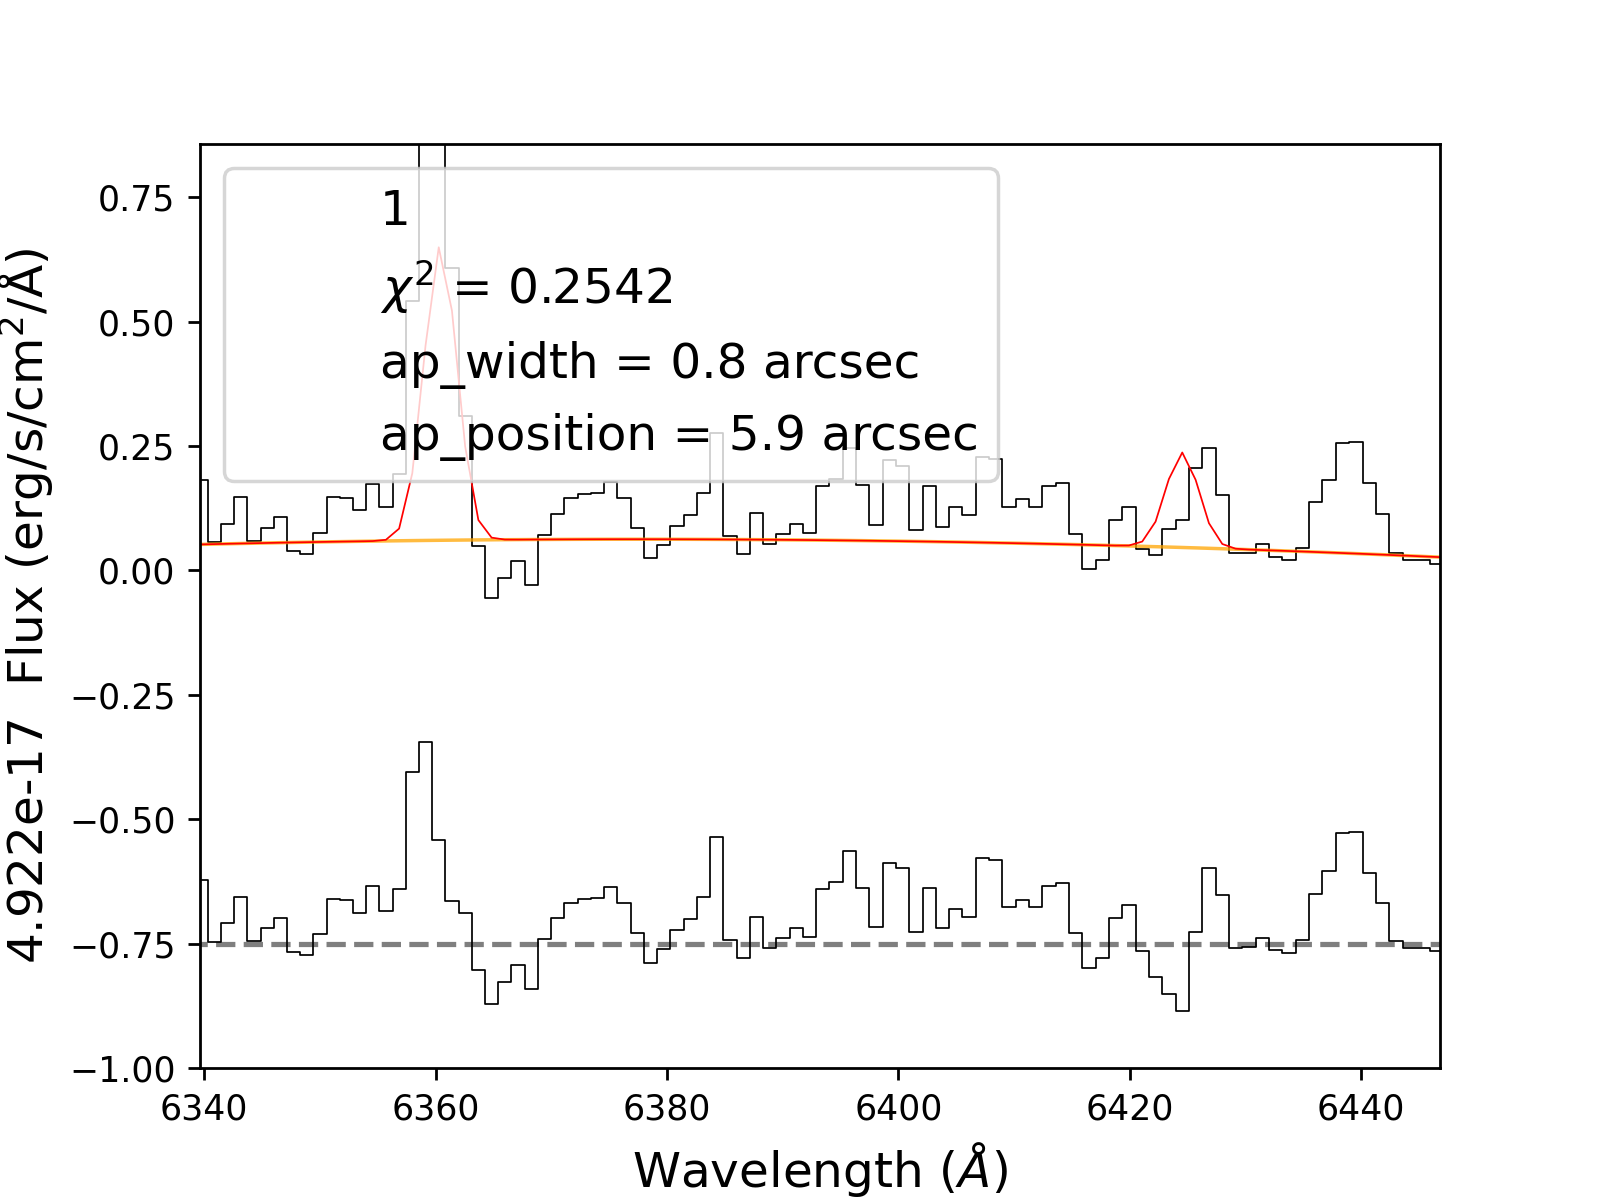 1
χ² = 0.2542
ap_width = 0.8 arcsec
ap_position = 5.9 arcsec
0.75
0.50
0.25
0.00
−0.25
−0.50
−0.75
−1.00
4.922e-17 Flux (erg/s/cm²/Å)
6340 6360 6380 6400 6420 6440
Wavelength (Å)